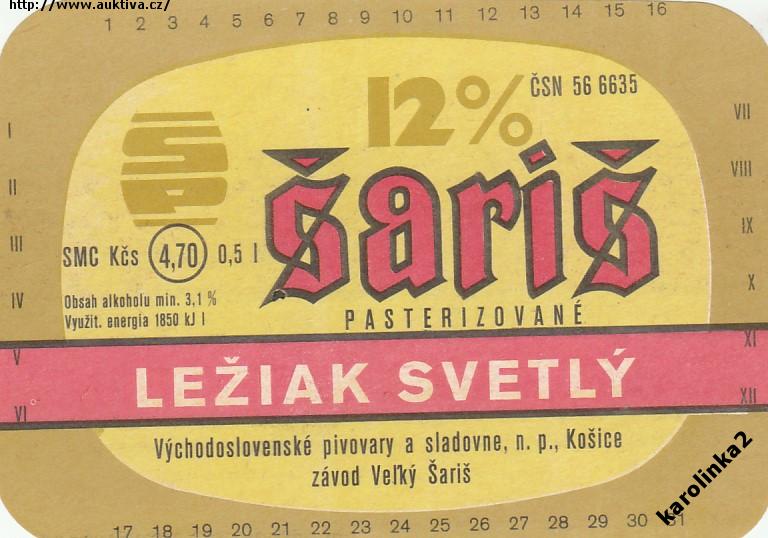 http://www.auktiva.cz/
1 2 3 4 5 6 7 8 9 10 11 12 13 14 15 16
12%
ČSN 56 6635
ŠP
šariš
SMC Kčs 4,70 0,5 l
Obsah alkoholu min. 3,1 %
Využit. energia 1850 kJ l
PASTERIZOVANÉ
LEŽIAK SVETLÝ
Východoslovenské pivovary a sladovne, n. p., Košice
závod Veľký Šariš
I
II
III
IV
V
VI
VII
VIII
IX
X
XI
XII
17 18 19 20 21 22 23 24 25 26 27 28 29 30 31
karolinka2